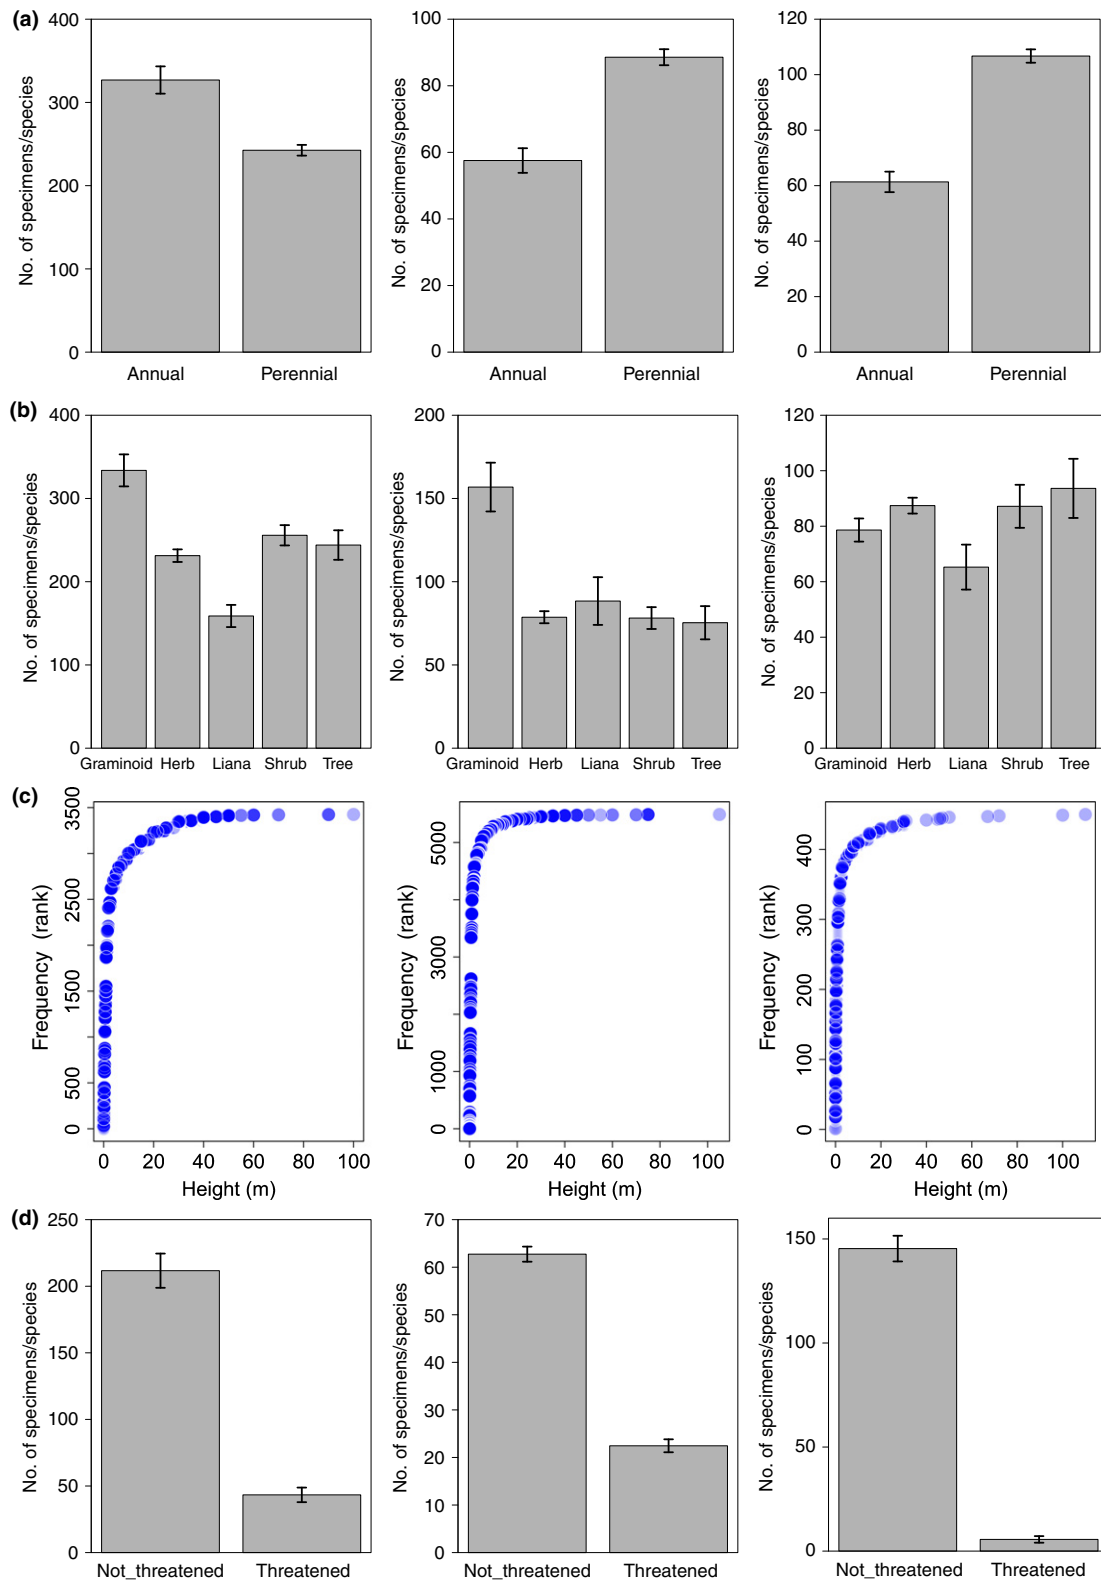 (a)
No. of specimens/species
400
300
200
100
0
Annual Perennial
No. of specimens/species
100
80
60
40
20
0
Annual Perennial
No. of specimens/species
120
100
80
60
40
20
0
Annual Perennial
(b)
No. of specimens/species
400
300
200
100
0
Graminoid Herb Liana Shrub Tree
No. of specimens/species
200
150
100
50
0
Graminoid Herb Liana Shrub Tree
No. of specimens/species
120
100
80
60
40
20
0
Graminoid Herb Liana Shrub Tree
(c)
Frequency (rank)
3500
2500
1500
500
0
0 20 40 60 80 100
Height (m)
Frequency (rank)
5000
3000
1000
0
0 20 40 60 80 100
Height (m)
Frequency (rank)
400
300
200
100
0
0 20 40 60 80 100
Height (m)
(d)
No. of specimens/species
250
200
150
100
50
0
Not_threatened Threatened
No. of specimens/species
70
60
50
40
30
20
10
0
Not_threatened Threatened
No. of specimens/species
150
100
50
0
Not_threatened Threatened